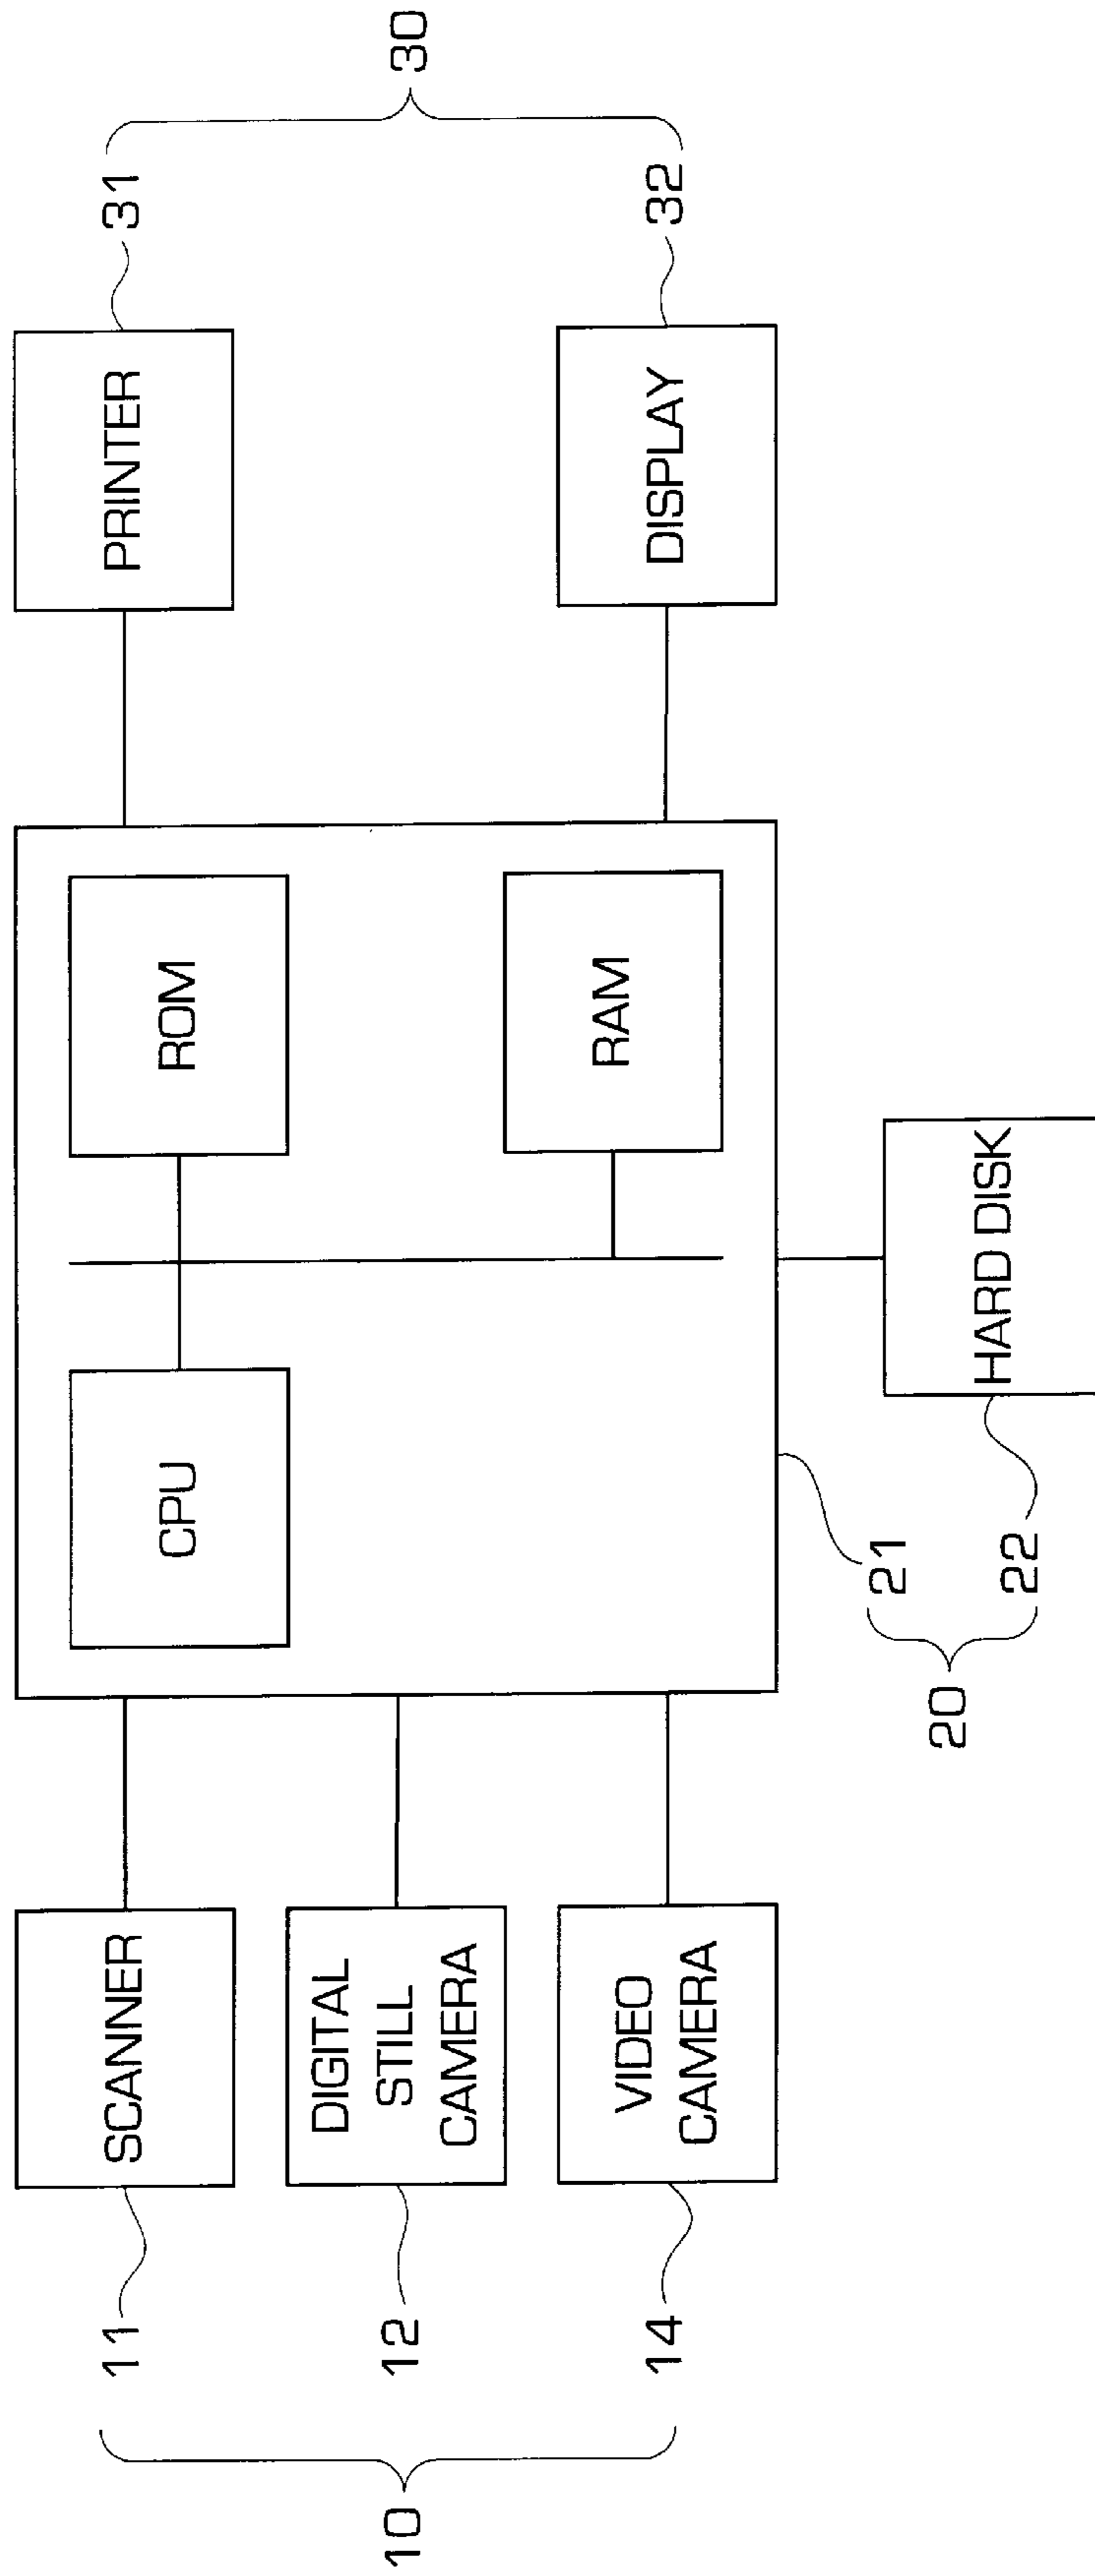 10
11
SCANNER
12
DIGITAL
STILL
CAMERA
14
VIDEO
CAMERA
CPU
ROM
RAM
20
21
22
HARD DISK
PRINTER
31
DISPLAY
32
30